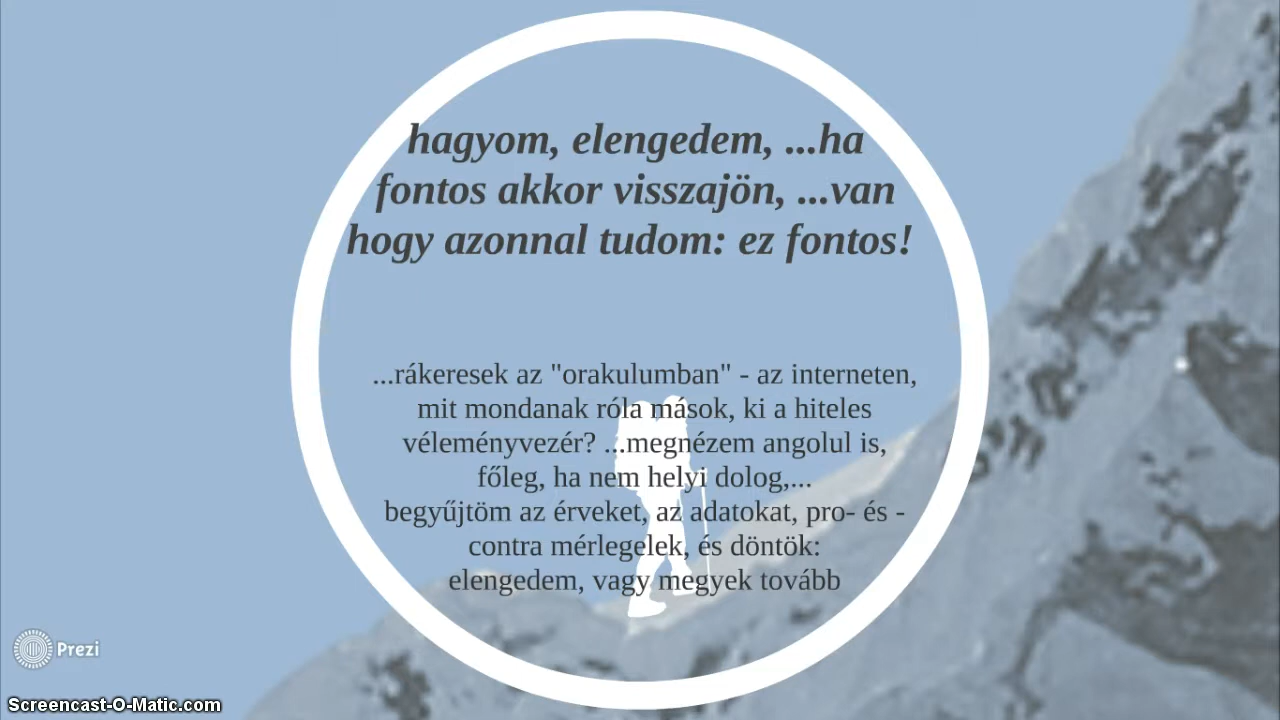 hagyom, elengedem, ...ha
fontos akkor visszajön, ...van
hogy azonnal tudom: ez fontos!
...rákeresek az "orakulumban" - az interneten,
mit mondanak róla mások, ki a hiteles
véleményvezér? ...megnézem angolul is,
főleg, ha nem helyi dolog,...
begyűjtöm az érveket, az adatokat, pro- és -
contra mérlegelek, és döntök:
elengedem, vagy megyek tovább
Prezi
Screencast-O-Matic.com